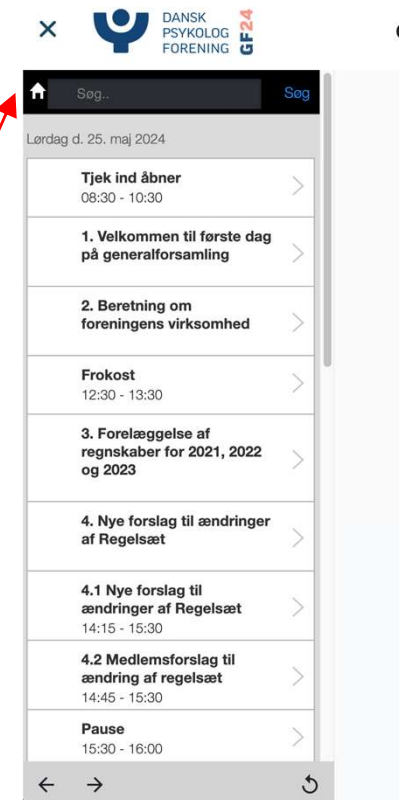 DANSK
PSYKOLOG
FORENING
GF24
Søg..
Søg
Lørdag d. 25. maj 2024
Tjek ind åbner
08:30 - 10:30
1. Velkommen til første dag
på generalforsamling
2. Beretning om
foreningens virksomhed
Frokost
12:30 - 13:30
3. Forelæggelse af
regnskaber for 2021, 2022
og 2023
4. Nye forslag til ændringer
af Regelsæt
4.1 Nye forslag til
ændringer af Regelsæt
14:15 - 15:30
4.2 Medlemsforslag til
ændring af regelsæt
14:45 - 15:30
Pause
15:30 - 16:00